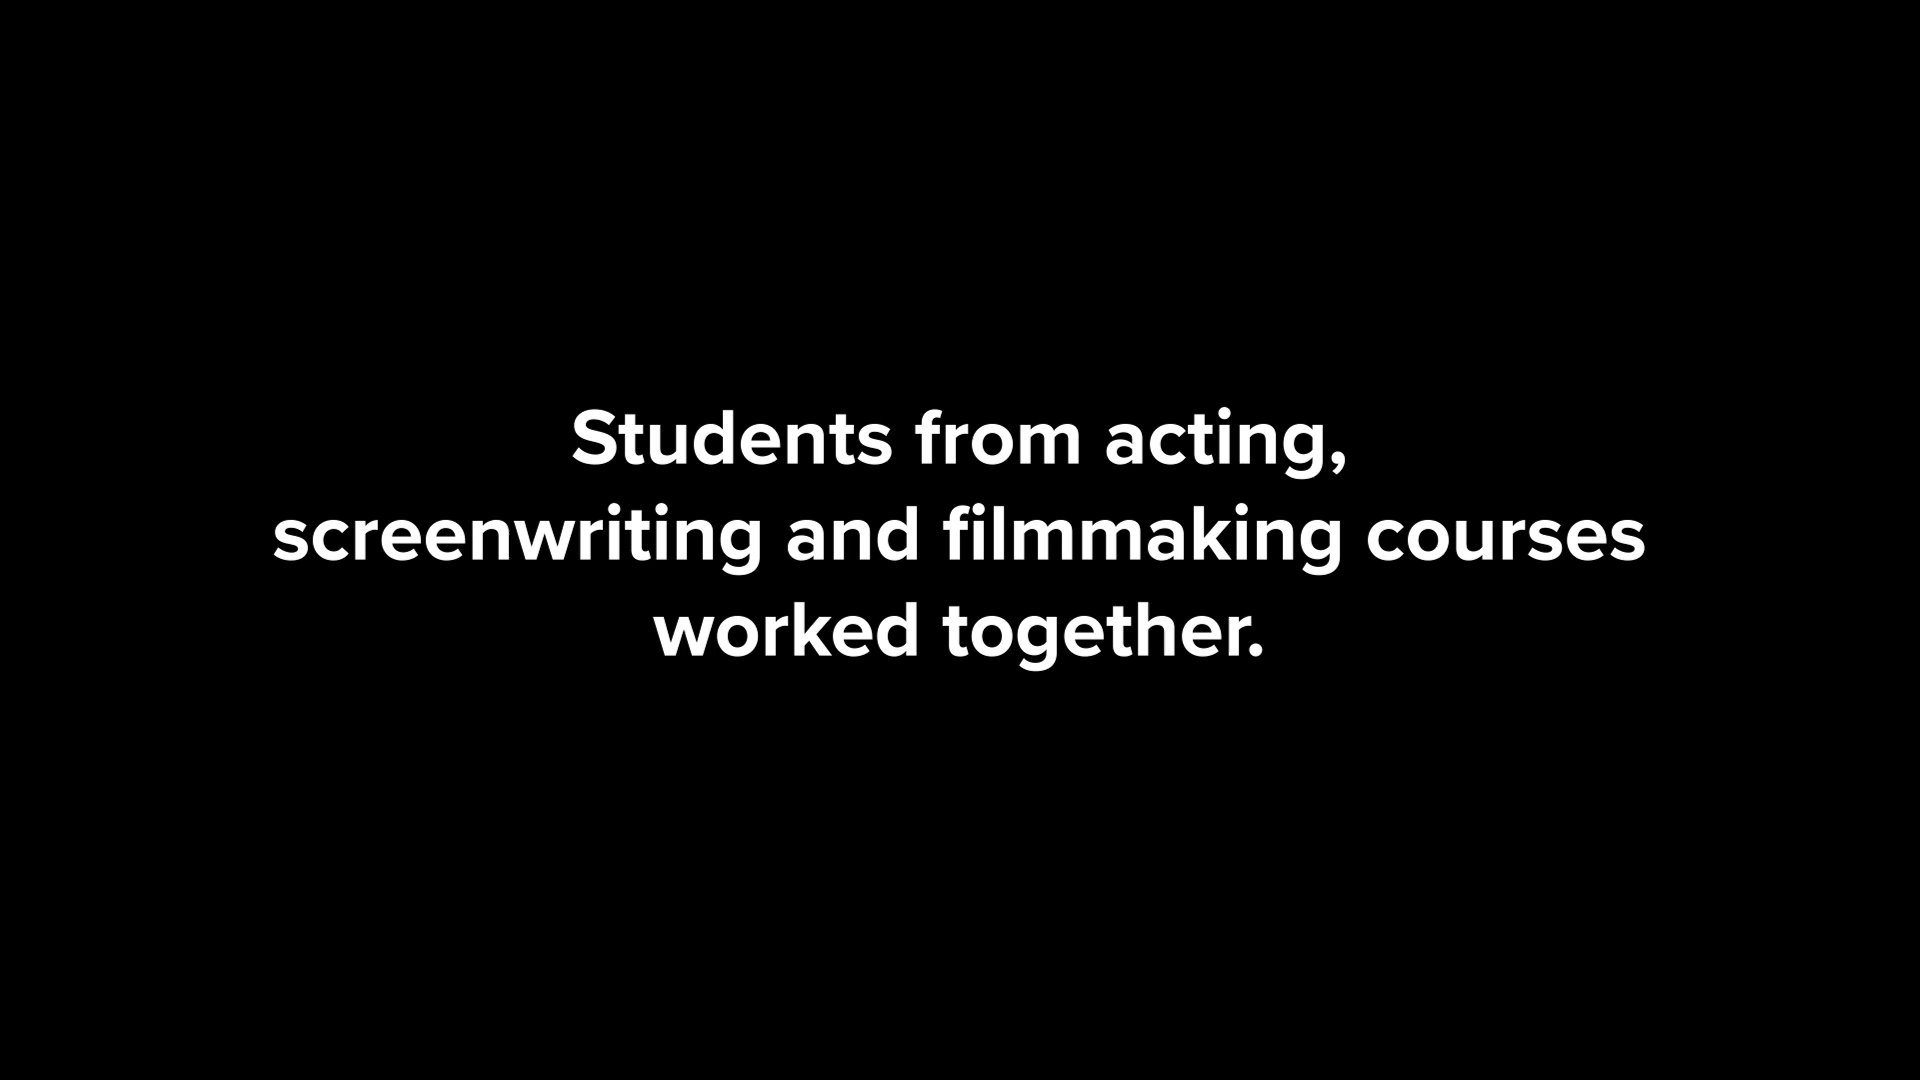 Students from acting,
screenwriting and filmmaking courses
worked together.